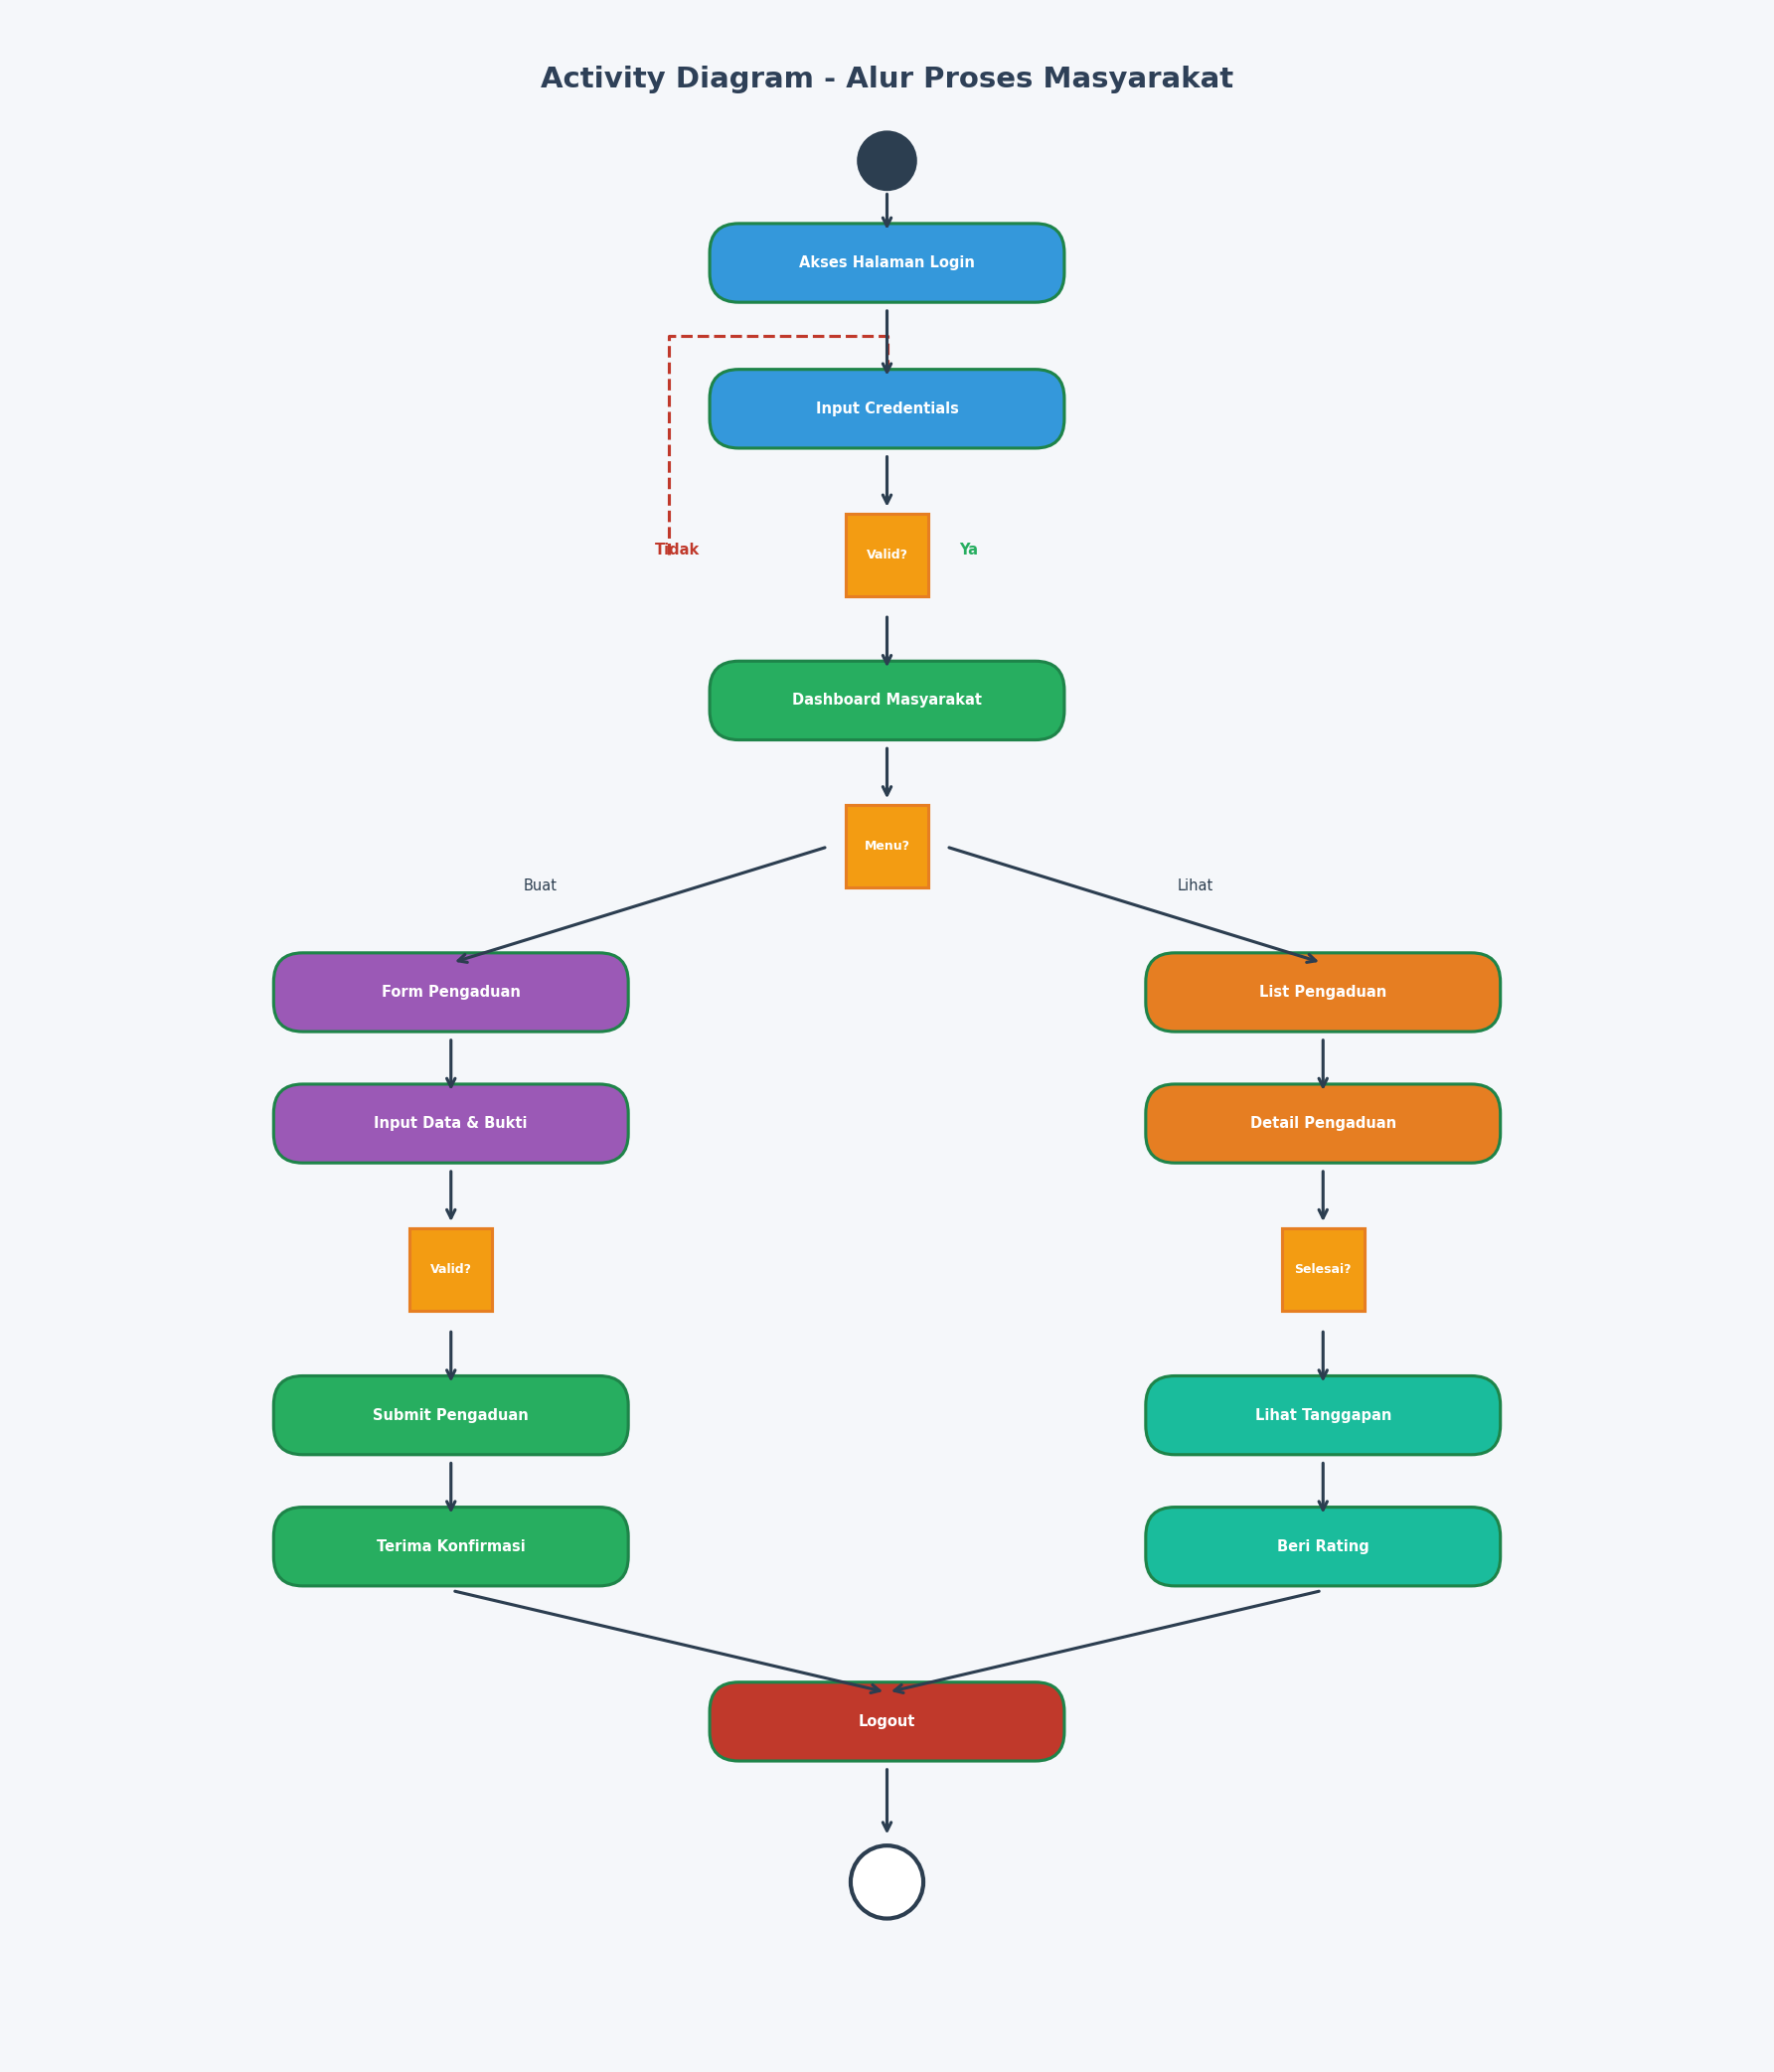 Activity Diagram - Alur Proses Masyarakat
Akses Halaman Login
Input Credentials
Tidak
Valid?
Ya
Dashboard Masyarakat
Menu?
Buat
Lihat
Form Pengaduan
List Pengaduan
Input Data & Bukti
Detail Pengaduan
Valid?
Selesai?
Submit Pengaduan
Lihat Tanggapan
Terima Konfirmasi
Beri Rating
Logout